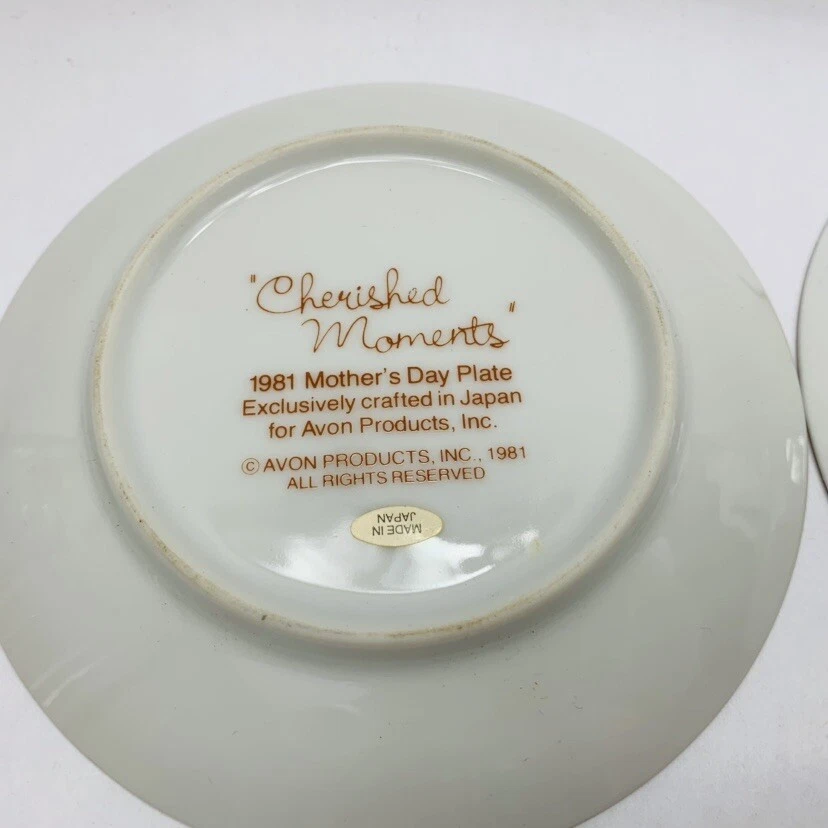 "Cherished
Moments"
1981 Mother's Day Plate
Exclusively crafted in Japan
for Avon Products, Inc.
© AVON PRODUCTS, INC., 1981
ALL RIGHTS RESERVED
MADE IN
JAPAN